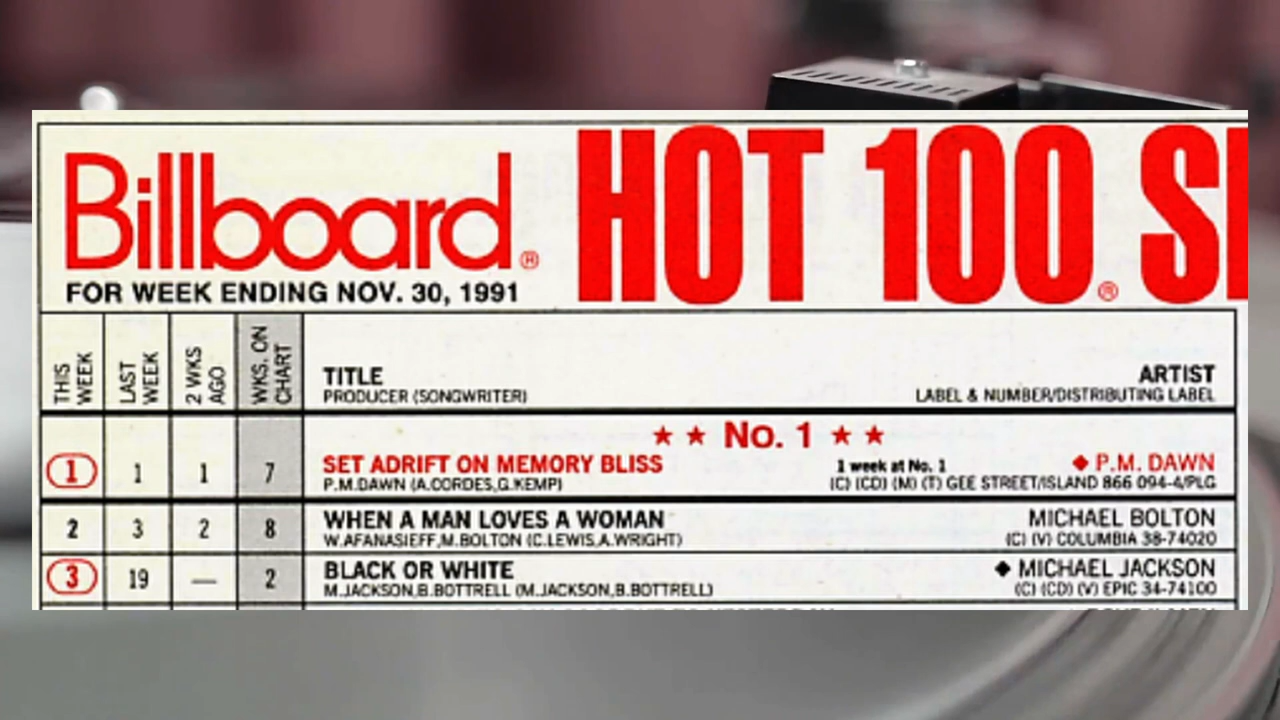 Billboard® HOT 100® S
FOR WEEK ENDING NOV. 30, 1991
THIS WEEK LAST WEEK 2 WKS AGO WKS. ON CHART TITLE ARTIST
PRODUCER (SONGWRITER) LABEL & NUMBER/DISTRIBUTING LABEL
★ ★ No. 1 ★ ★
1 1 1 7 SET ADRIFT ON MEMORY BLISS 1 week at No. 1 ◆ P.M. DAWN
P.M.DAWN (A.CORDES,G.KEMP) (C) (CD) (M) (T) GEE STREET/ISLAND 866 094-4/PLG
2 3 2 8 WHEN A MAN LOVES A WOMAN MICHAEL BOLTON
W.AFANASIEFF,M.BOLTON (C.LEWIS,A.WRIGHT) (C) (V) COLUMBIA 38-74020
3 19 — 2 BLACK OR WHITE ◆ MICHAEL JACKSON
M.JACKSON,B.BOTTRELL (M.JACKSON,B.BOTTRELL) (C) (CD) (V) EPIC 34-74100